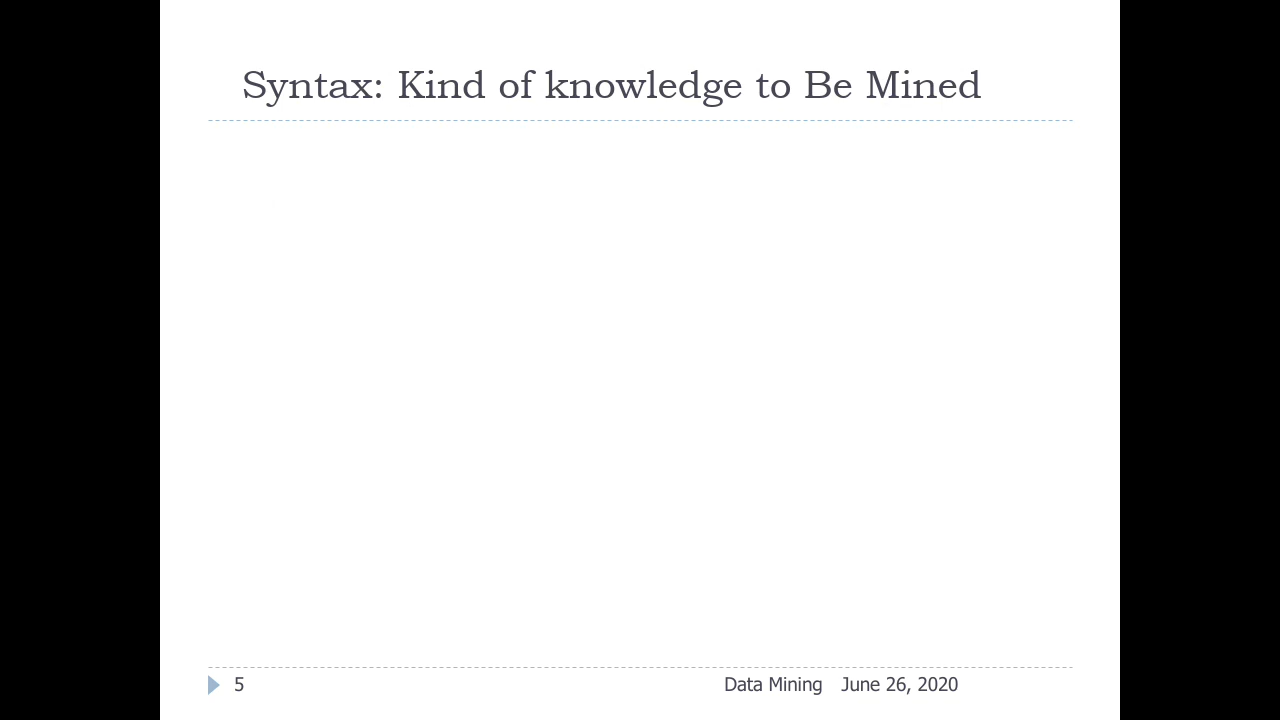 Syntax: Kind of knowledge to Be Mined
5 Data Mining June 26, 2020